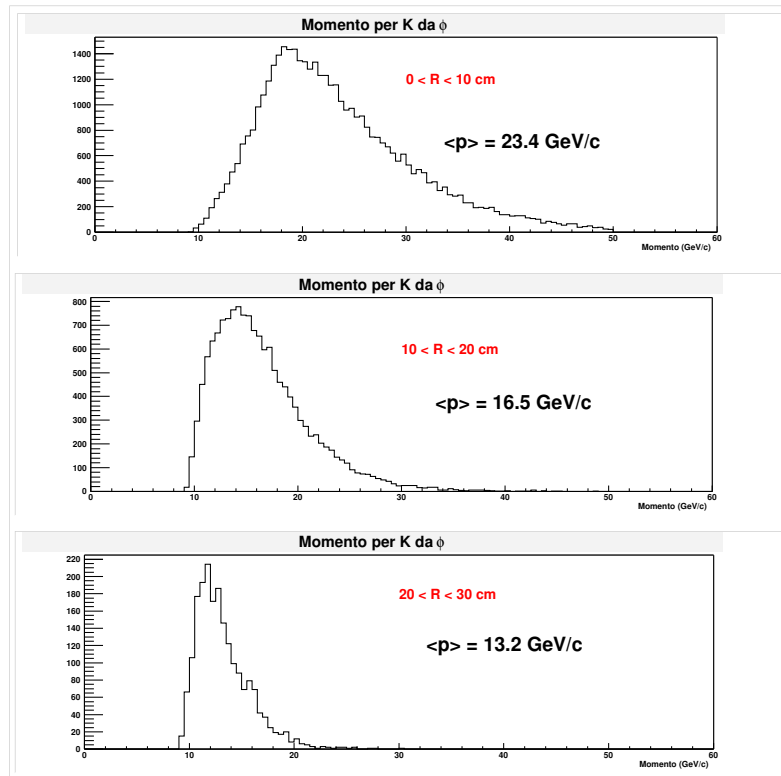 Momento per K da ϕ
1400
1200
1000
800
600
400
200
0
0 < R < 10 cm
<p> = 23.4 GeV/c
0 10 20 30 40 50 60
Momento (GeV/c)
Momento per K da ϕ
800
700
600
500
400
300
200
100
0
10 < R < 20 cm
<p> = 16.5 GeV/c
0 10 20 30 40 50 60
Momento (GeV/c)
Momento per K da ϕ
220
200
180
160
140
120
100
80
60
40
20
0
20 < R < 30 cm
<p> = 13.2 GeV/c
0 10 20 30 40 50 60
Momento (GeV/c)